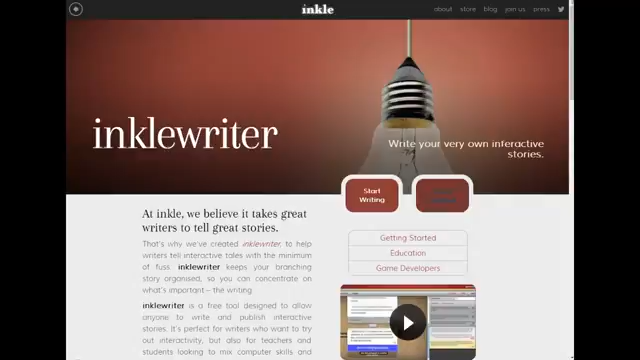 inkle
about store blog join us press
inklewriter
Write your very own interactive
stories.
Start
Writing
At inkle, we believe it takes great
writers to tell great stories.
That's why we've created inklewriter, to help
writers tell interactive tales with the minimum
of fuss. inklewriter keeps your branching
story organised, so you can concentrate on
what's important – the writing.
inklewriter is a free tool designed to allow
anyone to write and publish interactive
stories. It's perfect for writers who want to try
out interactivity, but also for teachers and
students looking to mix computer skills and
Getting Started
Education
Game Developers